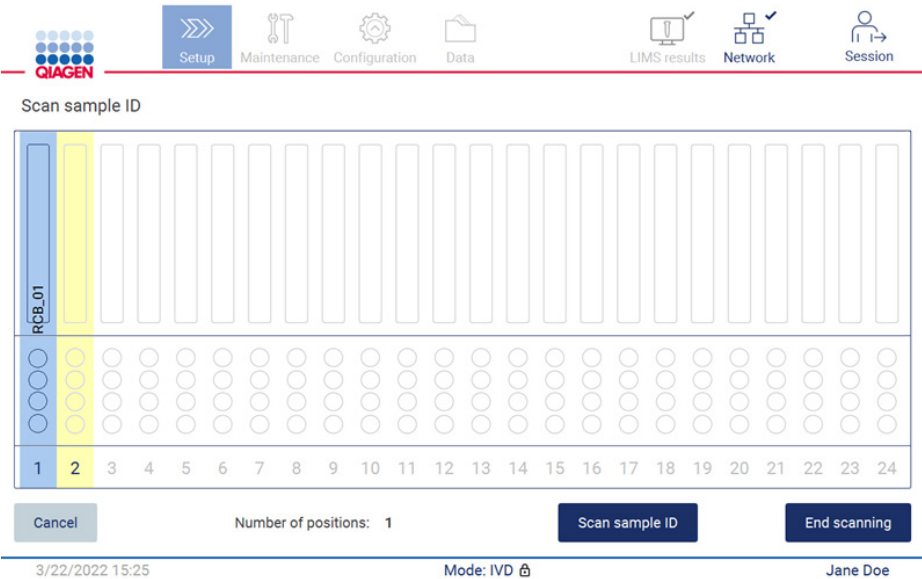 QIAGEN
Setup
Maintenance
Configuration
Data
LIMS results
Network
Session
Scan sample ID
RCB_01
1 2 3 4 5 6 7 8 9 10 11 12 13 14 15 16 17 18 19 20 21 22 23 24
Cancel
Number of positions: 1
Scan sample ID
End scanning
3/22/2022 15:25
Mode: IVD
Jane Doe